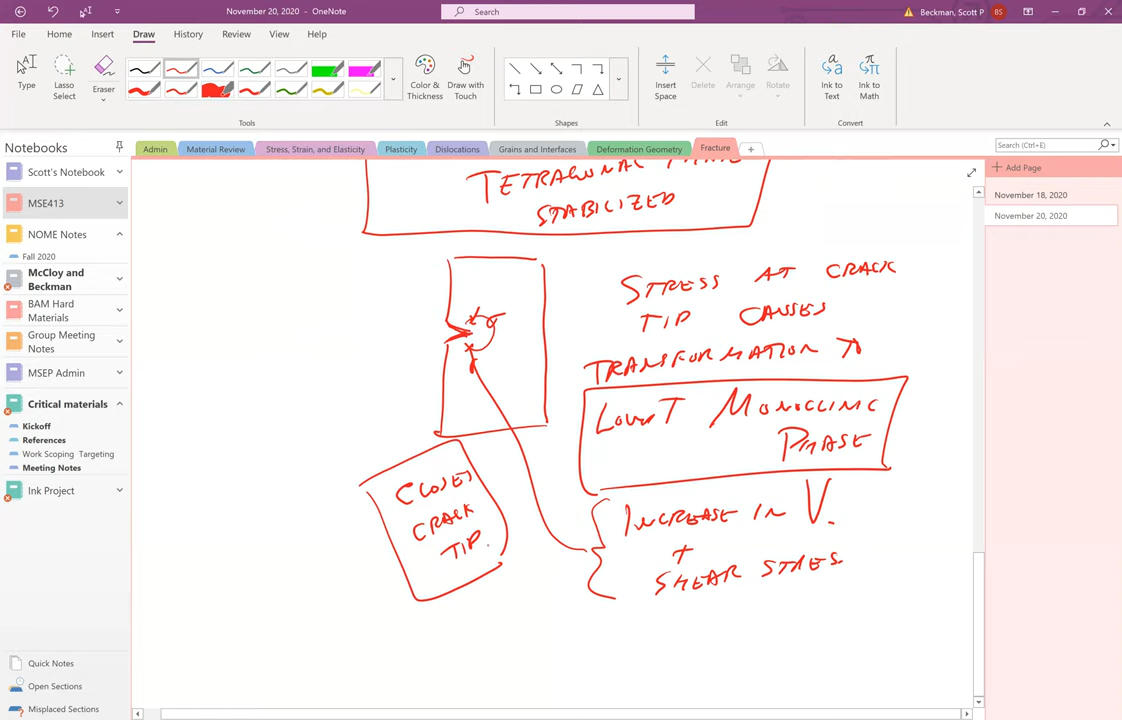 November 20, 2020 - OneNote
Search
Beckman, Scott P
BS
File
Home
Insert
Draw
History
Review
View
Help
Type
Lasso
Select
Eraser
Color &
Thickness
Draw with
Touch
Insert
Space
Delete
Arrange
Rotate
Ink to
Text
Ink to
Math
Tools
Shapes
Edit
Convert
Notebooks
Admin
Material Review
Stress, Strain, and Elasticity
Plasticity
Dislocations
Grains and Interfaces
Deformation Geometry
Fracture
Search (Ctrl+E)
Scott's Notebook
MSE413
NOME Notes
Fall 2020
McCloy and
Beckman
BAM Hard
Materials
Group Meeting
Notes
MSEP Admin
Critical materials
Kickoff
References
Work Scoping Targeting
Meeting Notes
Ink Project
Quick Notes
Open Sections
Misplaced Sections
Add Page
November 18, 2020
November 20, 2020
TETRAGONAL
STABILIZED
STRESS AT CRACK
TIP CAUSES
TRANSFORMATION TO
LOWER T MONOCLINIC
PHASE
INCREASE IN V.
+
SHEAR STRESS
CLOSES
CRACK
TIP.